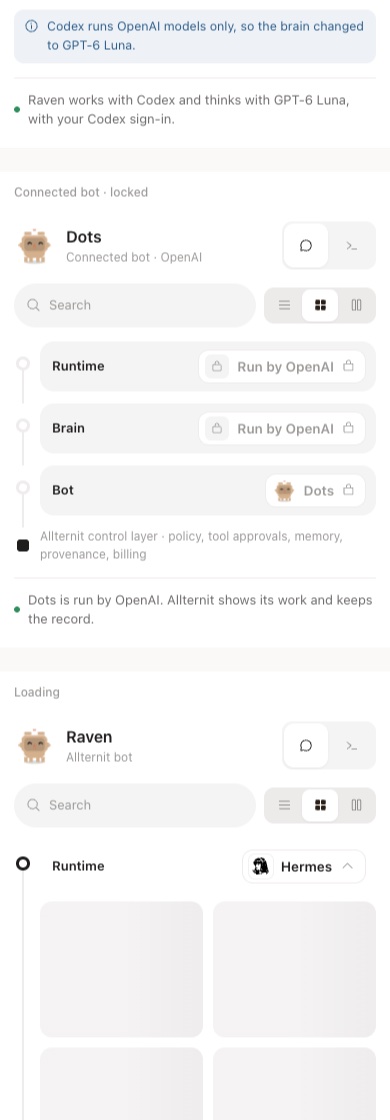 Codex runs OpenAI models only, so the brain changed
to GPT-6 Luna.
Raven works with Codex and thinks with GPT-6 Luna,
with your Codex sign-in.
Connected bot · locked
Dots
Connected bot · OpenAI
Search
Runtime
Run by OpenAI
Brain
Run by OpenAI
Bot
Dots
Allternit control layer · policy, tool approvals, memory,
provenance, billing
Dots is run by OpenAI. Allternit shows its work and keeps
the record.
Loading
Raven
Allternit bot
Search
Runtime
Hermes